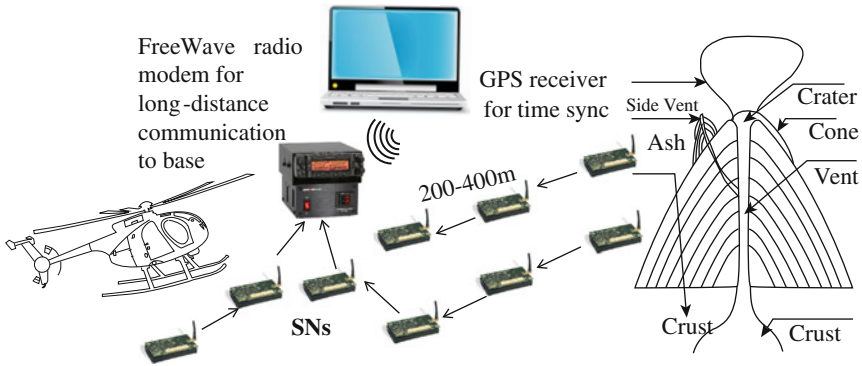 FreeWave radio
modem for
long-distance
communication
to base
GPS receiver
for time sync
200-400m
SNs
Side Vent
Ash
Crater
Cone
Vent
Crust
Crust